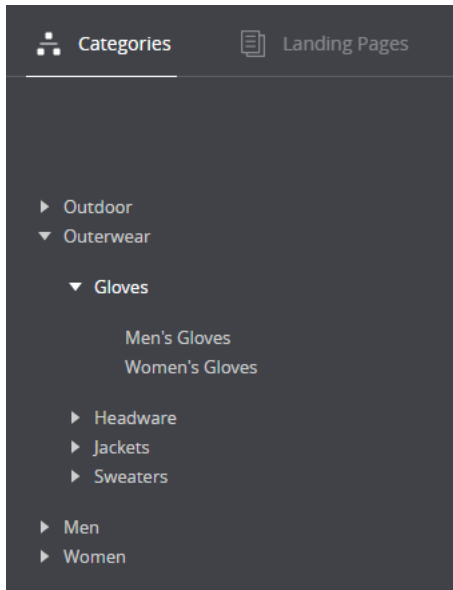 Categories Landing Pages
Outdoor
Outerwear
Gloves
Men's Gloves
Women's Gloves
Headware
Jackets
Sweaters
Men
Women